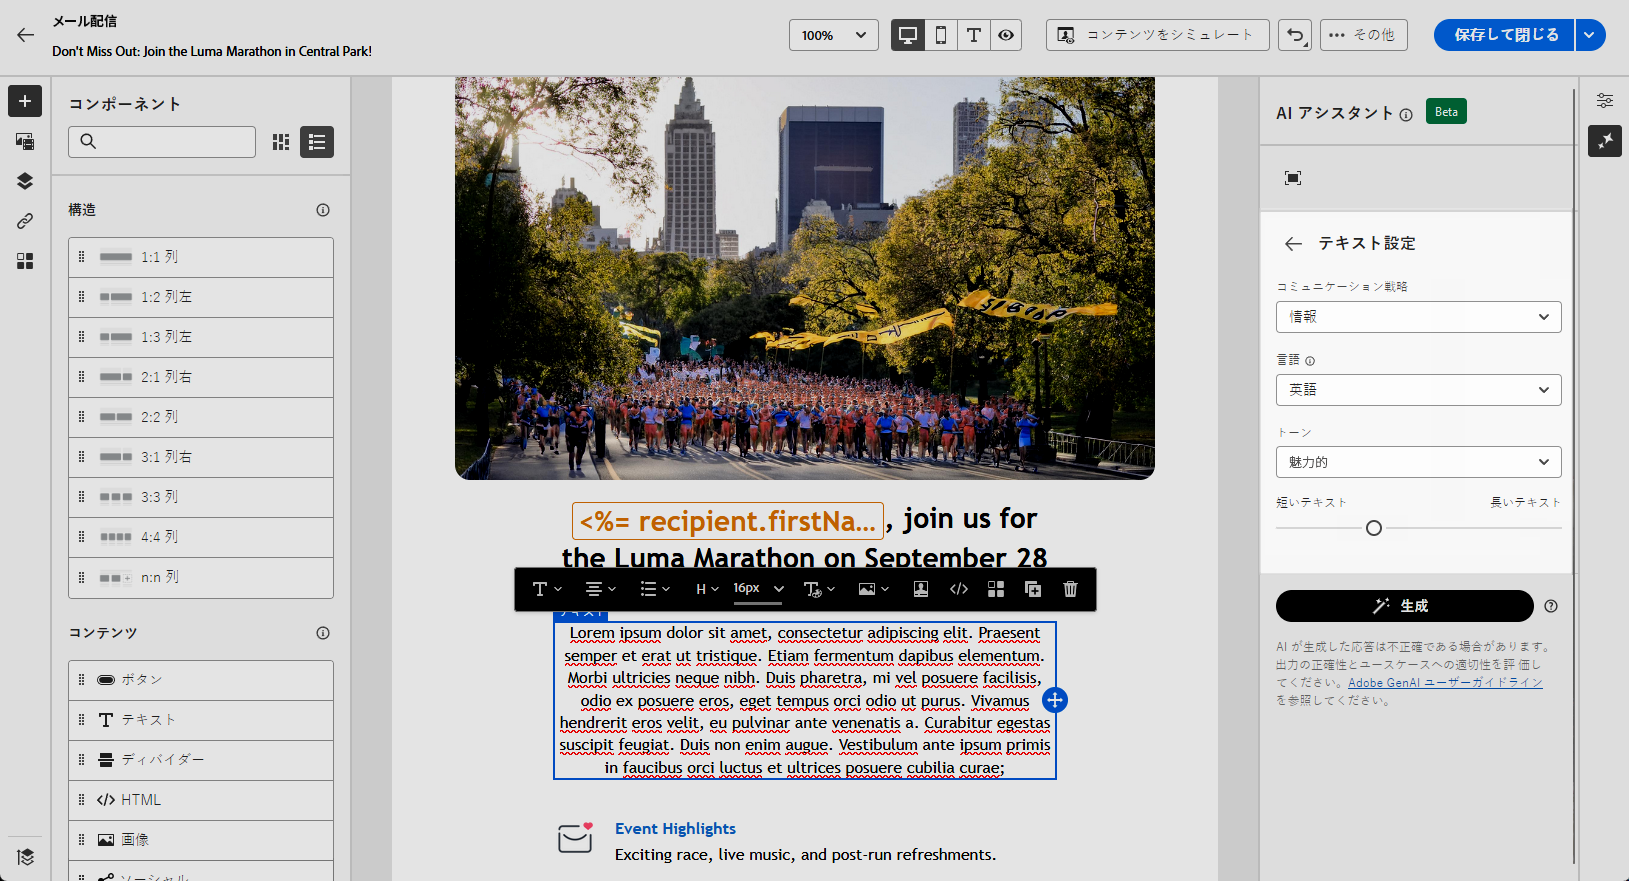 メール配信
Don't Miss Out: Join the Luma Marathon in Central Park!
100%
コンテンツをシミュレート
その他
保存して閉じる
コンポーネント
構造
1:1 列
1:2 列左
1:3 列左
2:1 列右
2:2 列
3:1 列右
3:3 列
4:4 列
n:n 列
コンテンツ
ボタン
テキスト
ディバイダー
HTML
画像
ソーシャル
<%= recipient.firstNa... , join us for
the Luma Marathon on September 28
H
16px
テキスト
Lorem ipsum dolor sit amet, consectetur adipiscing elit. Praesent
semper et erat ut tristique. Etiam fermentum dapibus elementum.
Morbi ultricies neque nibh. Duis pharetra, mi vel posuere facilisis,
odio ex posuere eros, eget tempus orci odio ut purus. Vivamus
hendrerit eros velit, eu pulvinar ante venenatis a. Curabitur egestas
suscipit feugiat. Duis non enim augue. Vestibulum ante ipsum primis
in faucibus orci luctus et ultrices posuere cubilia curae;
Event Highlights
Exciting race, live music, and post-run refreshments.
AI アシスタント
Beta
テキスト設定
コミュニケーション戦略
情報
言語
英語
トーン
魅力的
短いテキスト
長いテキスト
生成
AI が生成した応答は不正確である場合があります。
出力の正確性とユースケースへの適切性を評価し
てください。Adobe GenAI ユーザーガイドライン
を参照してください。